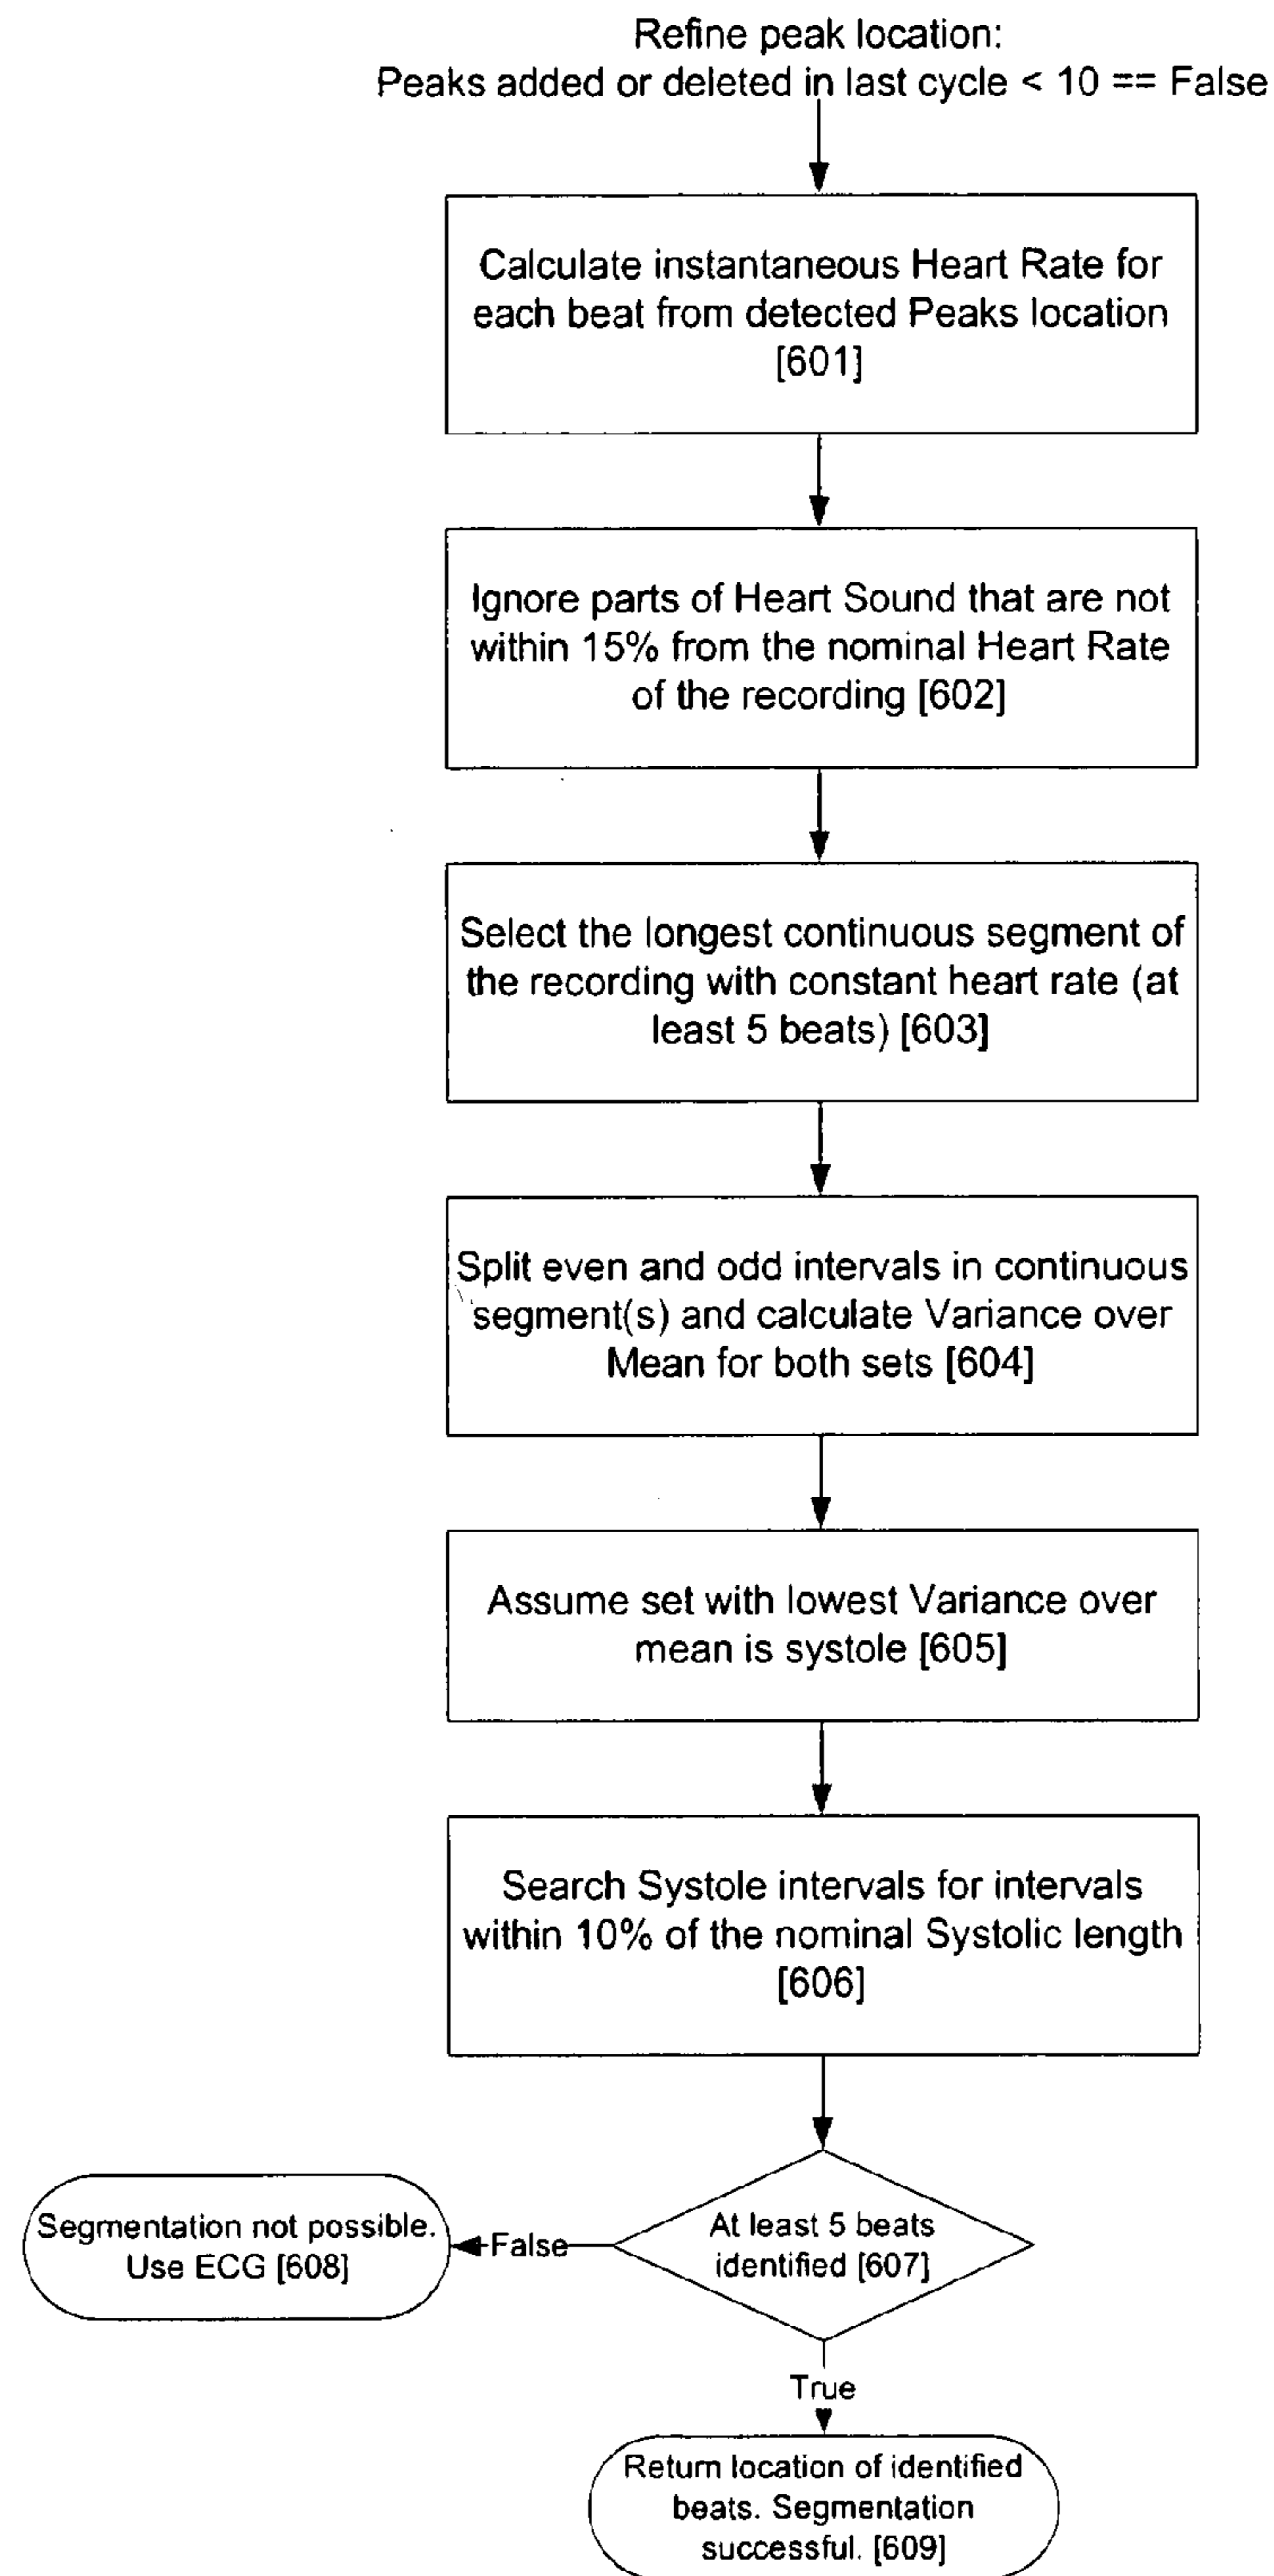 Refine peak location:
Peaks added or deleted in last cycle < 10 == False
Calculate instantaneous Heart Rate for
each beat from detected Peaks location
[601]
Ignore parts of Heart Sound that are not
within 15% from the nominal Heart Rate
of the recording [602]
Select the longest continuous segment of
the recording with constant heart rate (at
least 5 beats) [603]
Split even and odd intervals in continuous
segment(s) and calculate Variance over
Mean for both sets [604]
Assume set with lowest Variance over
mean is systole [605]
Search Systole intervals for intervals
within 10% of the nominal Systolic length
[606]
At least 5 beats
identified [607]
False
Segmentation not possible.
Use ECG [608]
True
Return location of identified
beats. Segmentation
successful. [609]